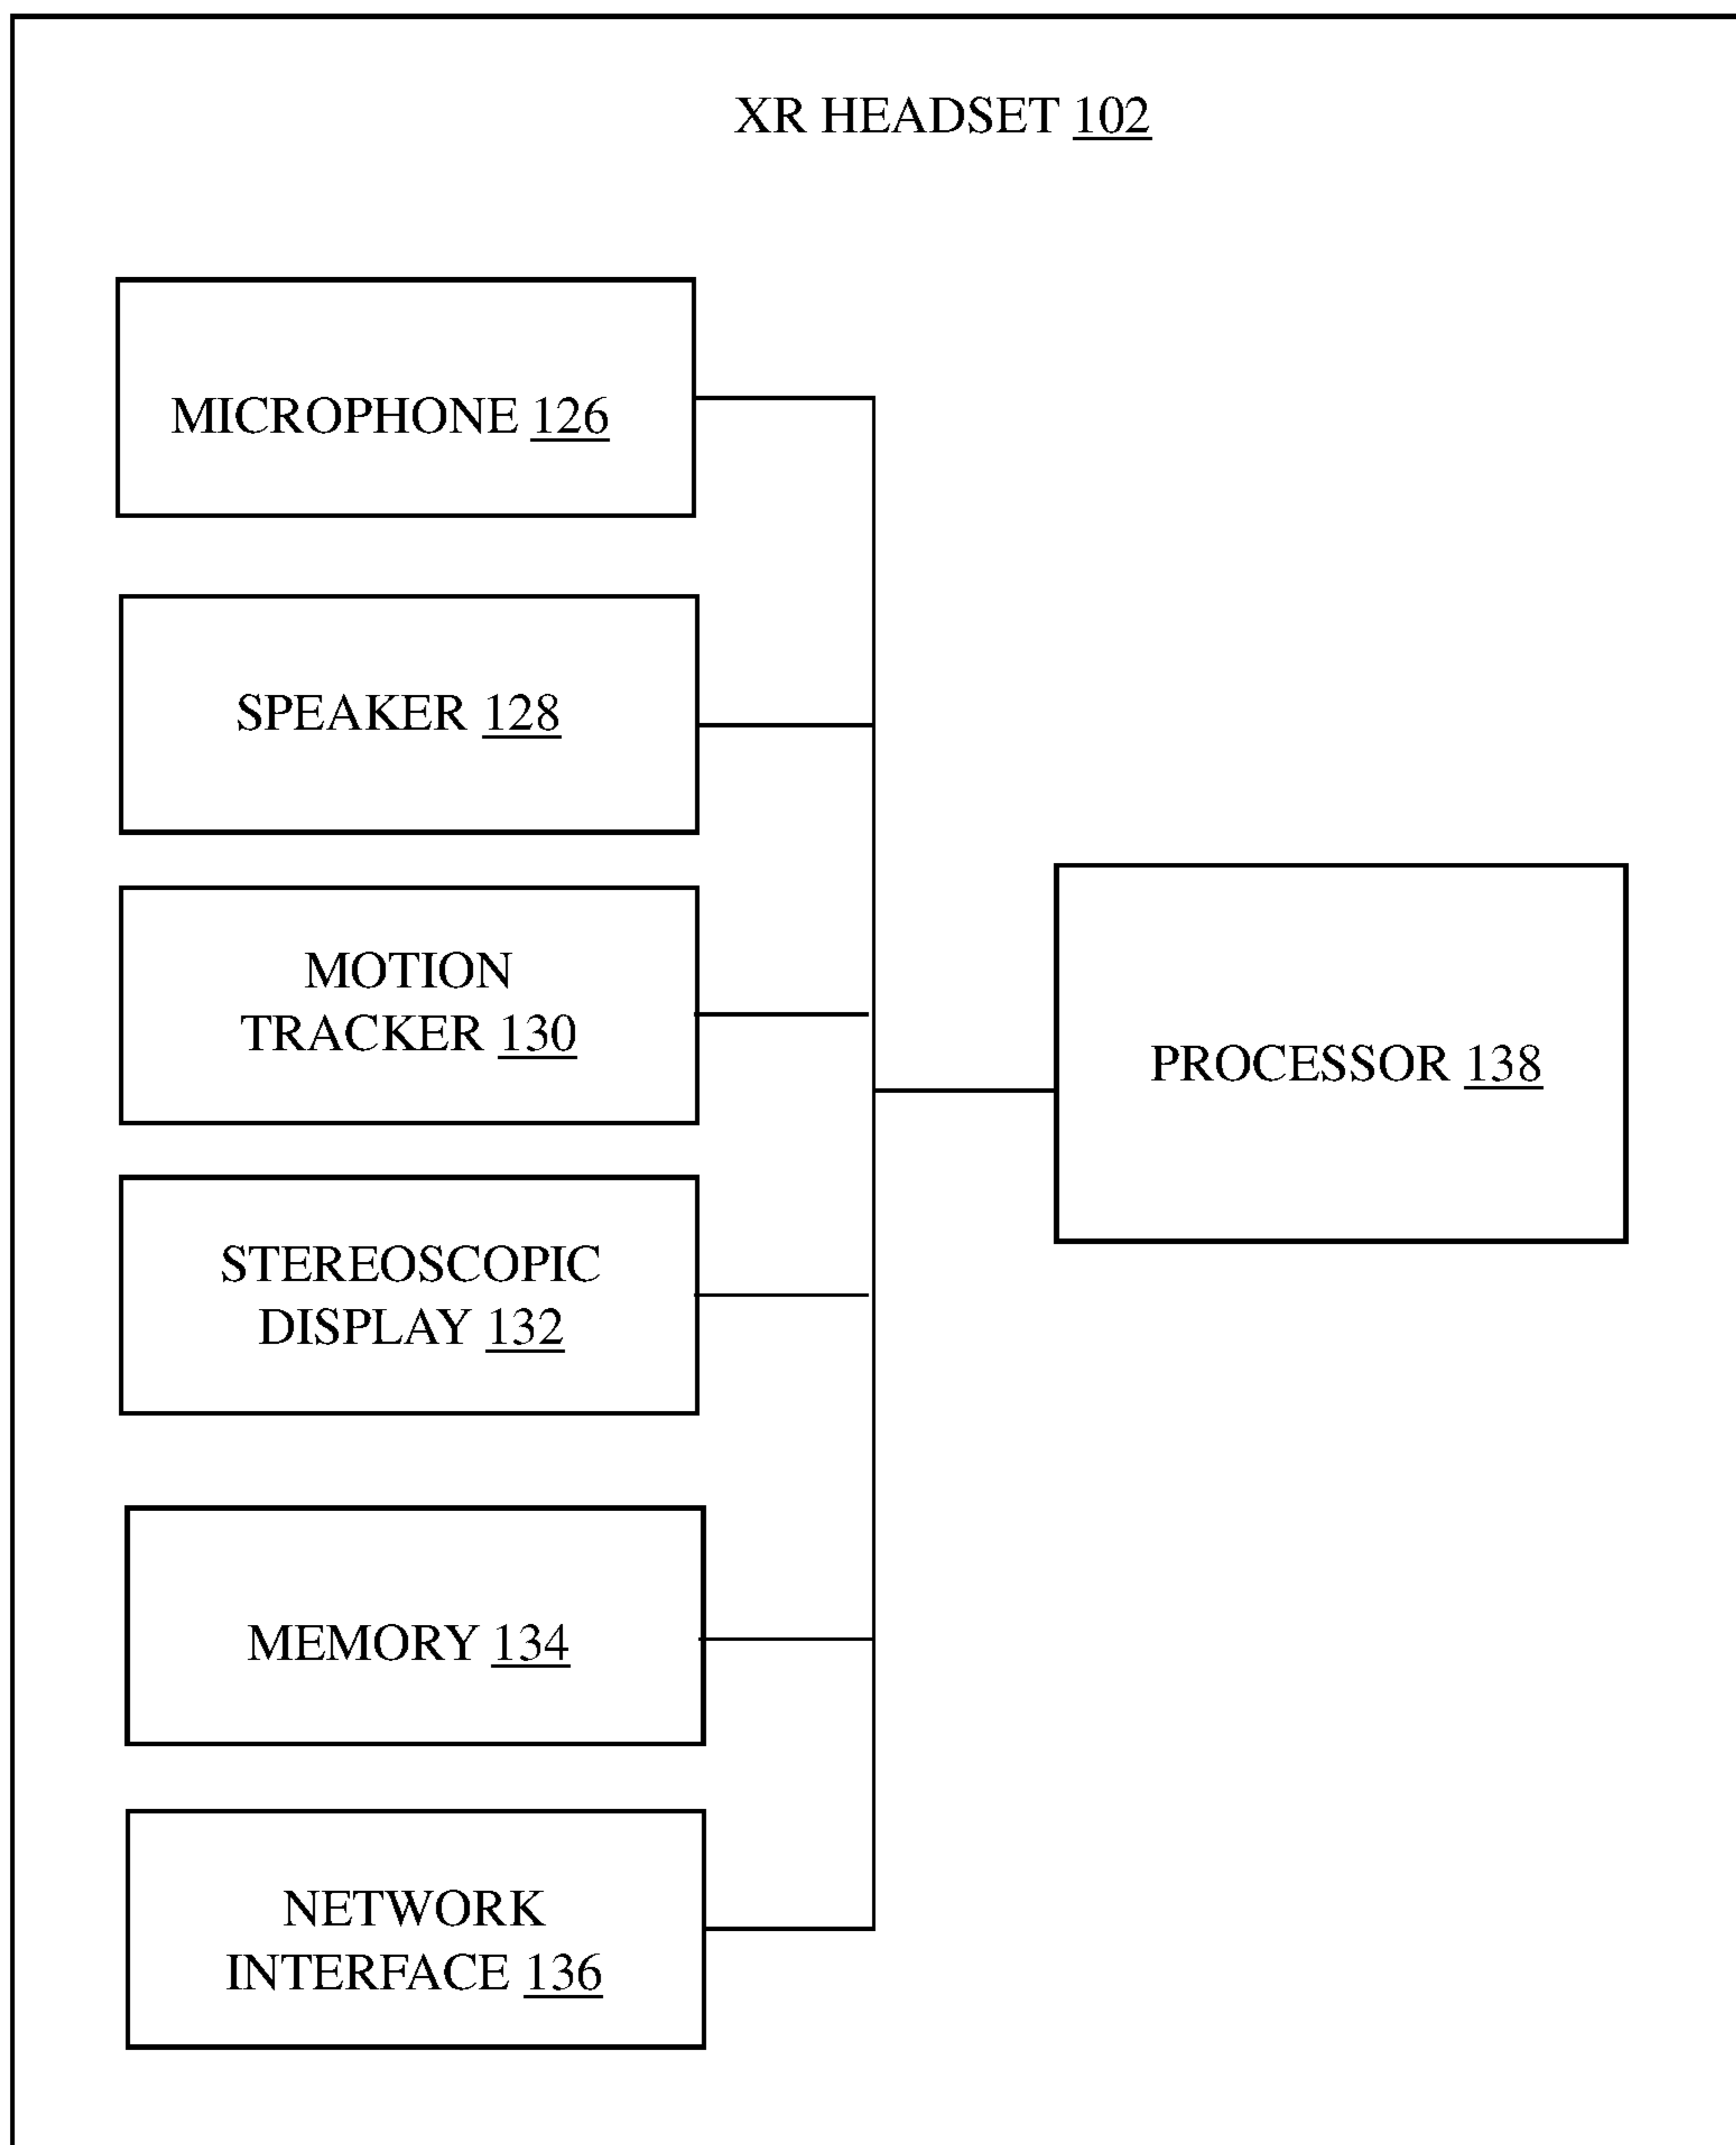 XR HEADSET 102
MICROPHONE 126
SPEAKER 128
MOTION
TRACKER 130
PROCESSOR 138
STEREOSCOPIC
DISPLAY 132
MEMORY 134
NETWORK
INTERFACE 136